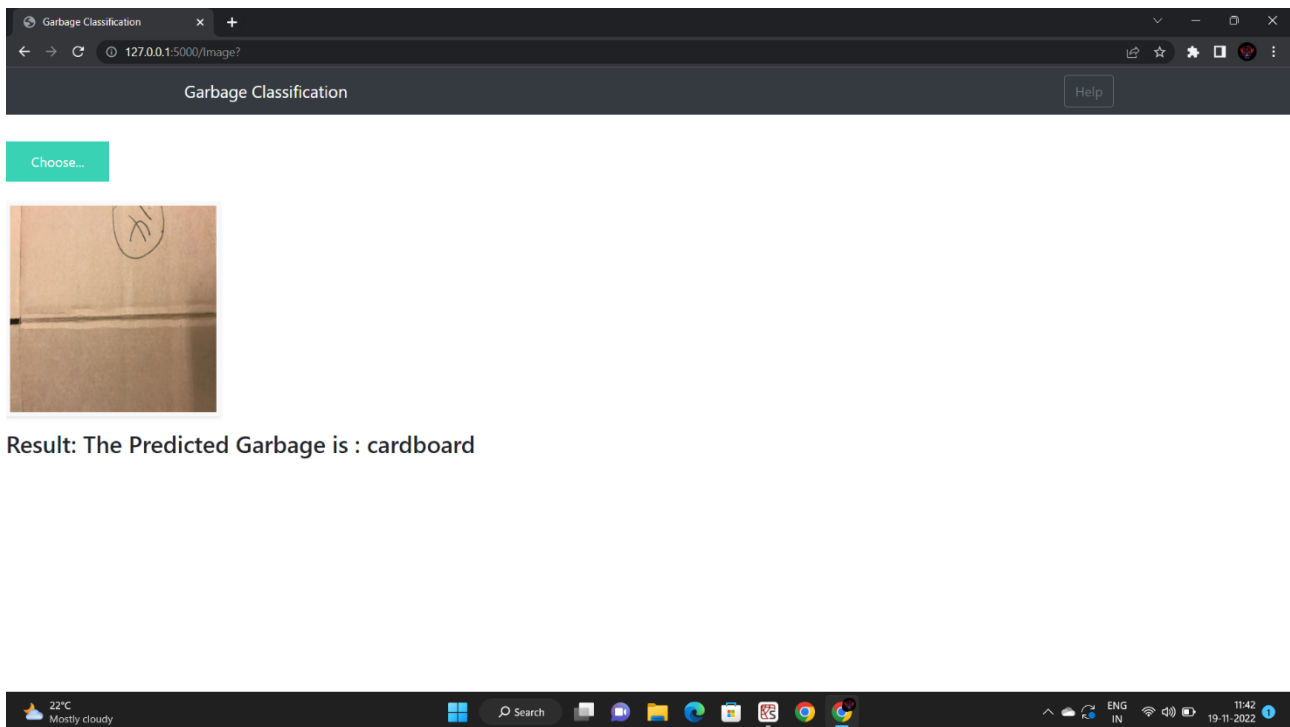 Garbage Classification
127.0.0.1:5000/Image?
Garbage Classification
Help
Choose...
Result: The Predicted Garbage is : cardboard
22°C
Mostly cloudy
Search
ENG
IN
11:42
19-11-2022
1